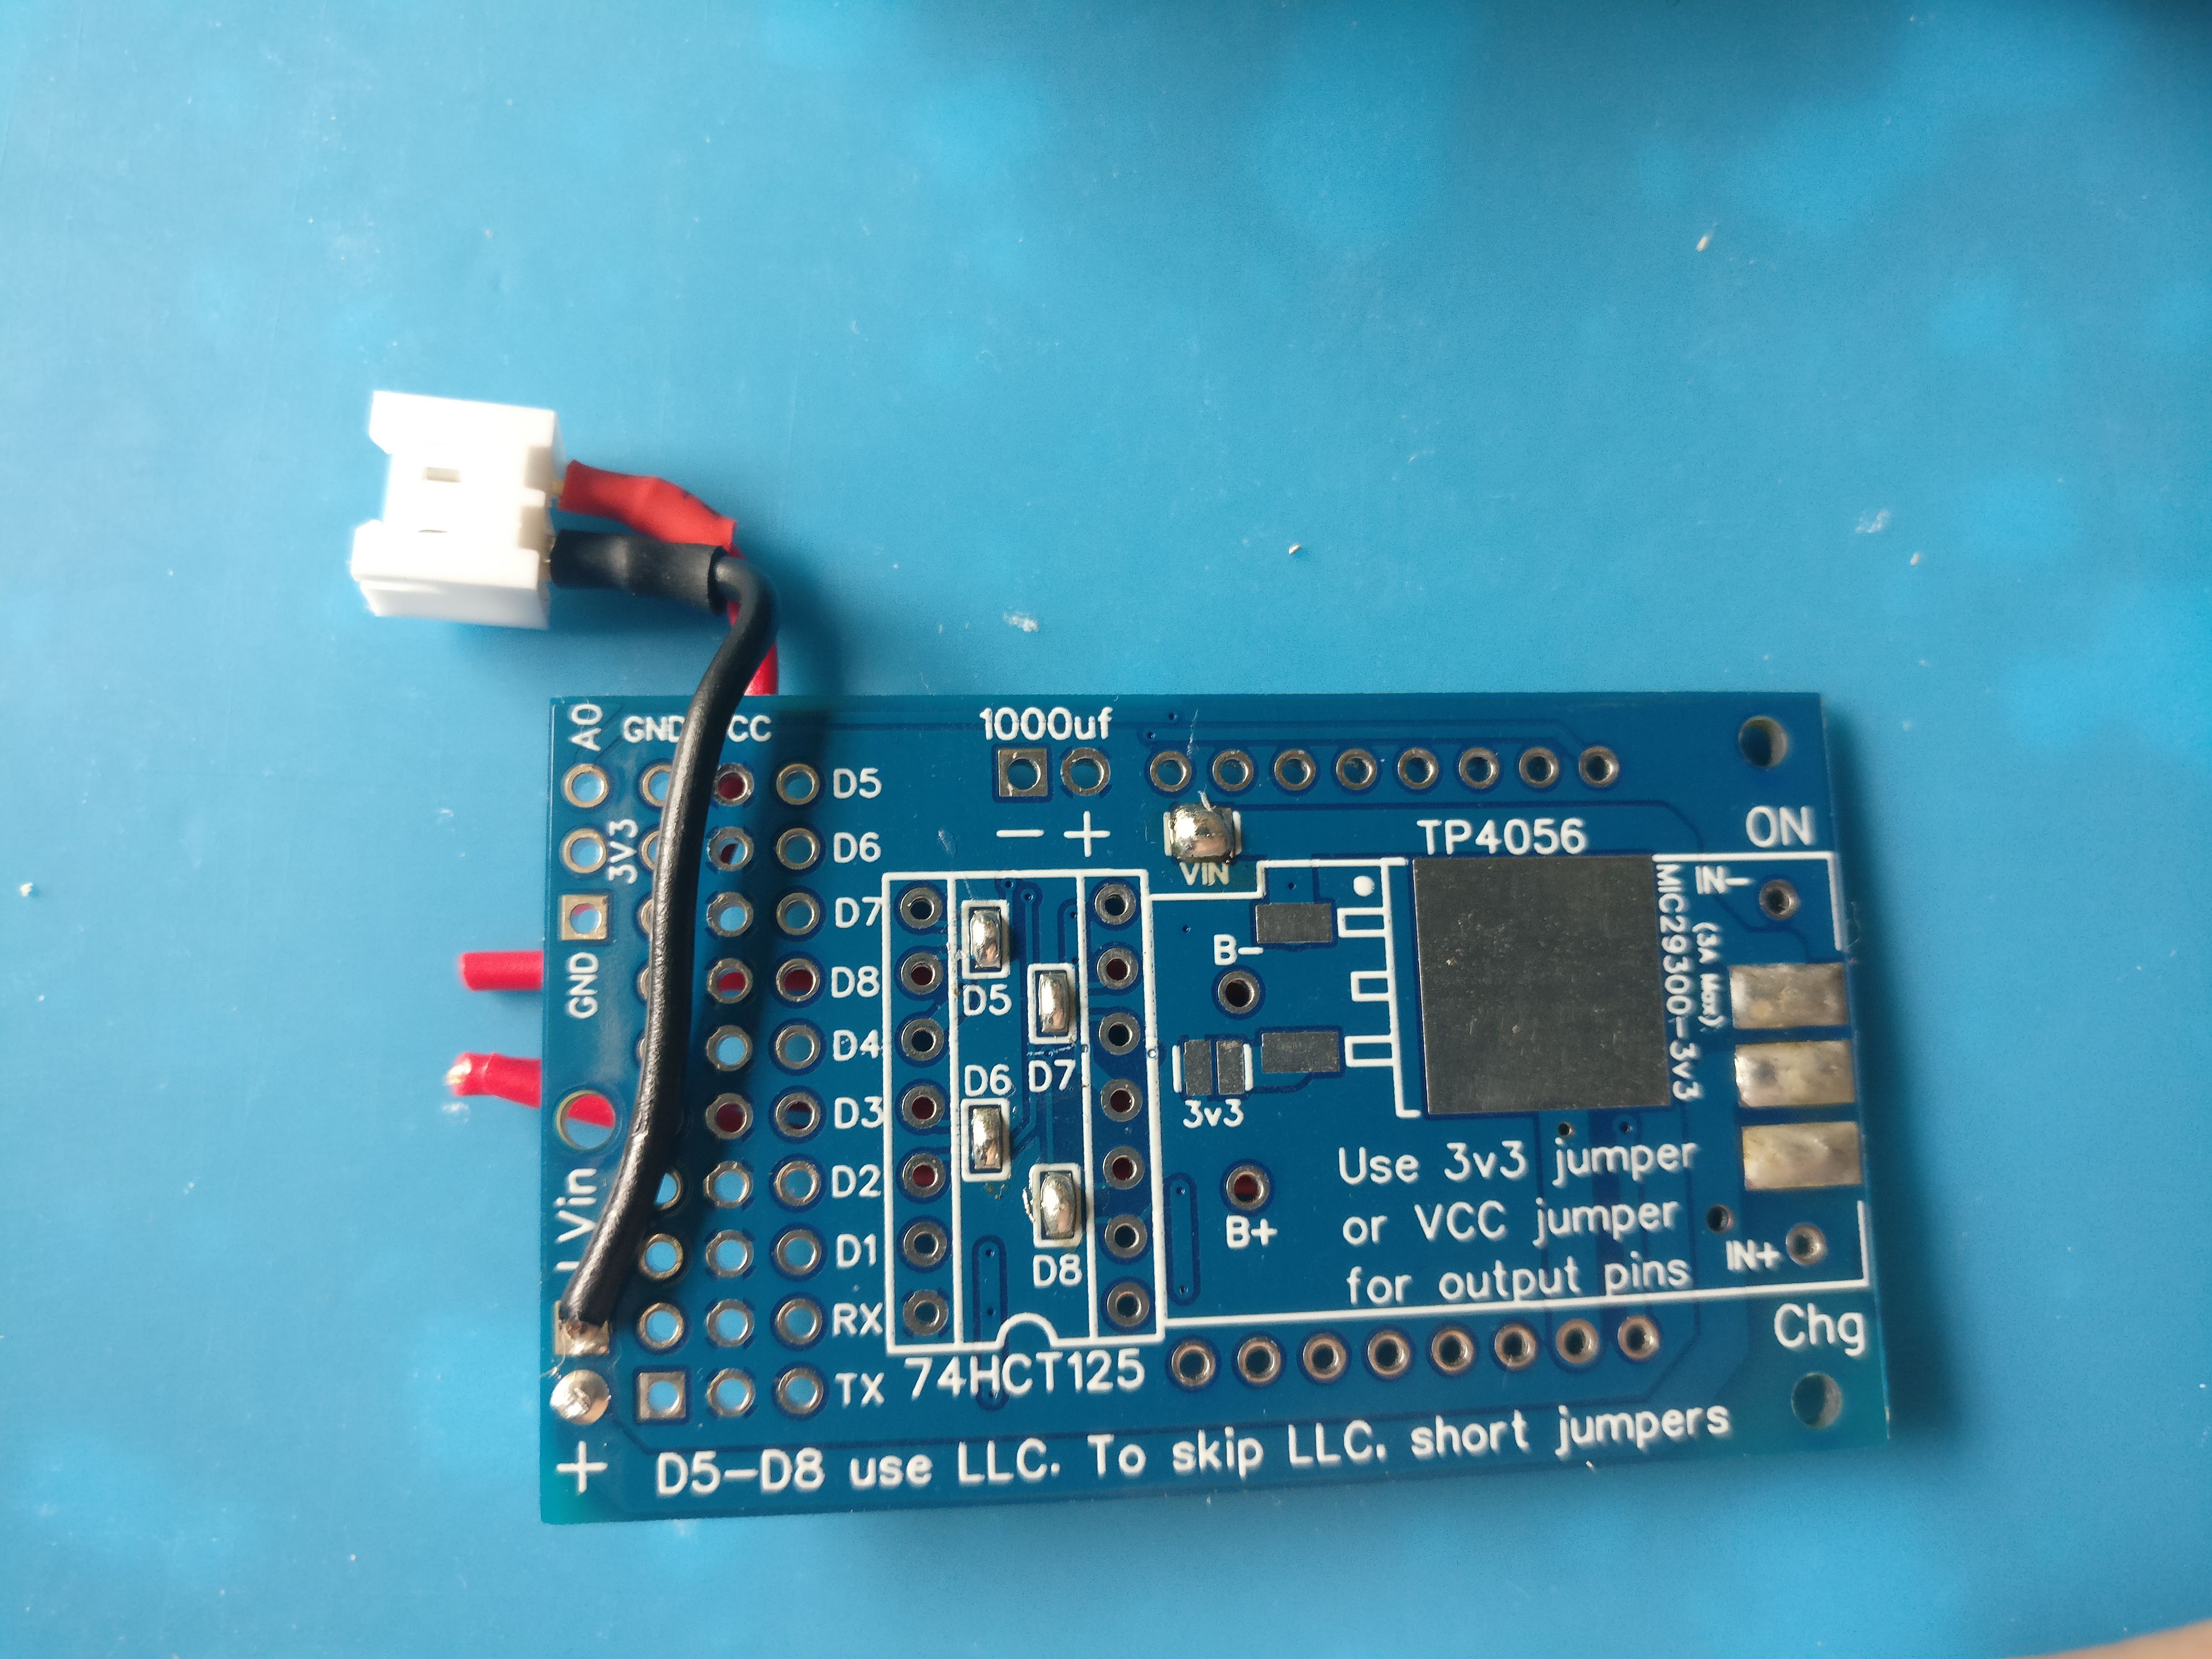 A0
GND
CC
1000uf
D5
D6
3V3
D7
D8
GND
D4
D3
D2
D1
RX
TX
Vin
+
- +
VIN
D5
D7
D6
D8
74HCT125
TP4056
MIC29300-3v3
(3A Max)
ON
IN-
B-
3v3
B+
Use 3v3 jumper
or VCC jumper
for output pins
IN+
Chg
D5-D8 use LLC. To skip LLC. short jumpers